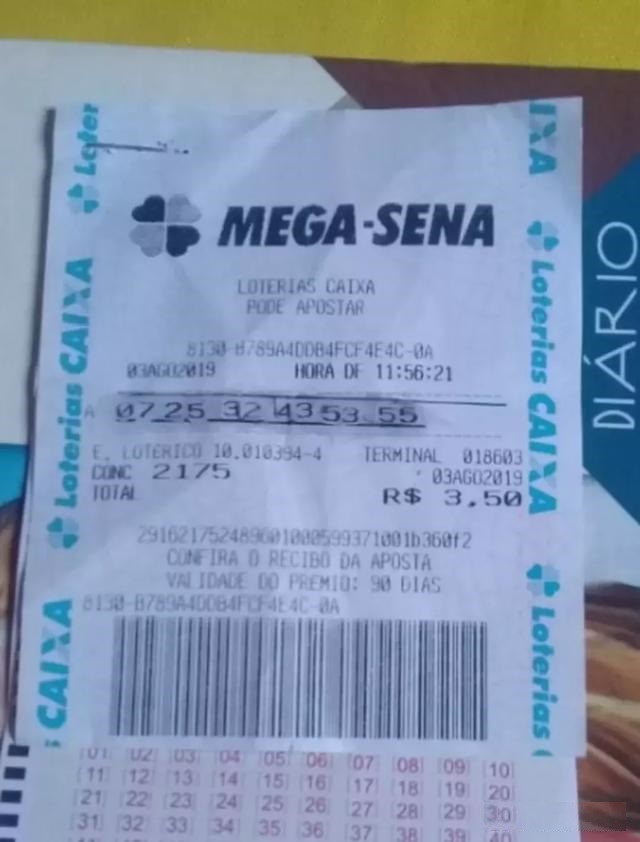 MEGA-SENA
LOTERIAS CAIXA
PODE APOSTAR
8130-B789A4DDB4FCF4E4C-0A
03AGO2019 HORA DF 11:56:21
A 07 25 32 43 53 55
E. LOTERICO 10.010394-4 TERMINAL 018603
CONC 2175 03AGO2019
TOTAL R$ 3,50
CONFIRA O RECIBO DA APOSTA
VALIDADE DO PREMIO: 90 DIAS
8130-B789A4DDB4FCF4E4C-0A
01 02 03 04 05 06 07 08 09 10
11 12 13 14 15 16 17 18 19 20
21 22 23 24 25 26 27 28 29 30
31 32 33 34 35 36 37 38 39 40
Loter
Loterias CAIXA
CAIXA
IXA
Loterias CAIXA
Loterias
DIÁRIO